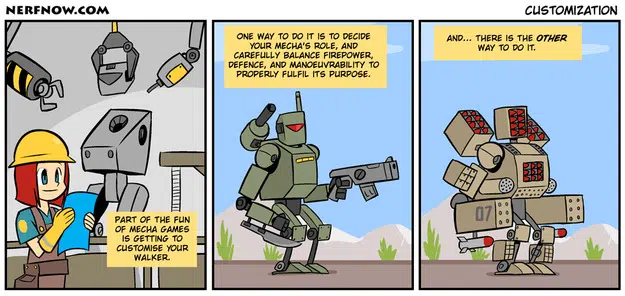 NERFNOW.COM
CUSTOMIZATION
PART OF THE FUN
OF MECHA GAMES
IS GETTING TO
CUSTOMISE YOUR
WALKER.
ONE WAY TO DO IT IS TO DECIDE
YOUR MECHA'S ROLE, AND
CAREFULLY BALANCE FIREPOWER,
DEFENCE, AND MANOEUVRABILITY TO
PROPERLY FULFIL ITS PURPOSE.
AND... THERE IS THE OTHER
WAY TO DO IT.
07